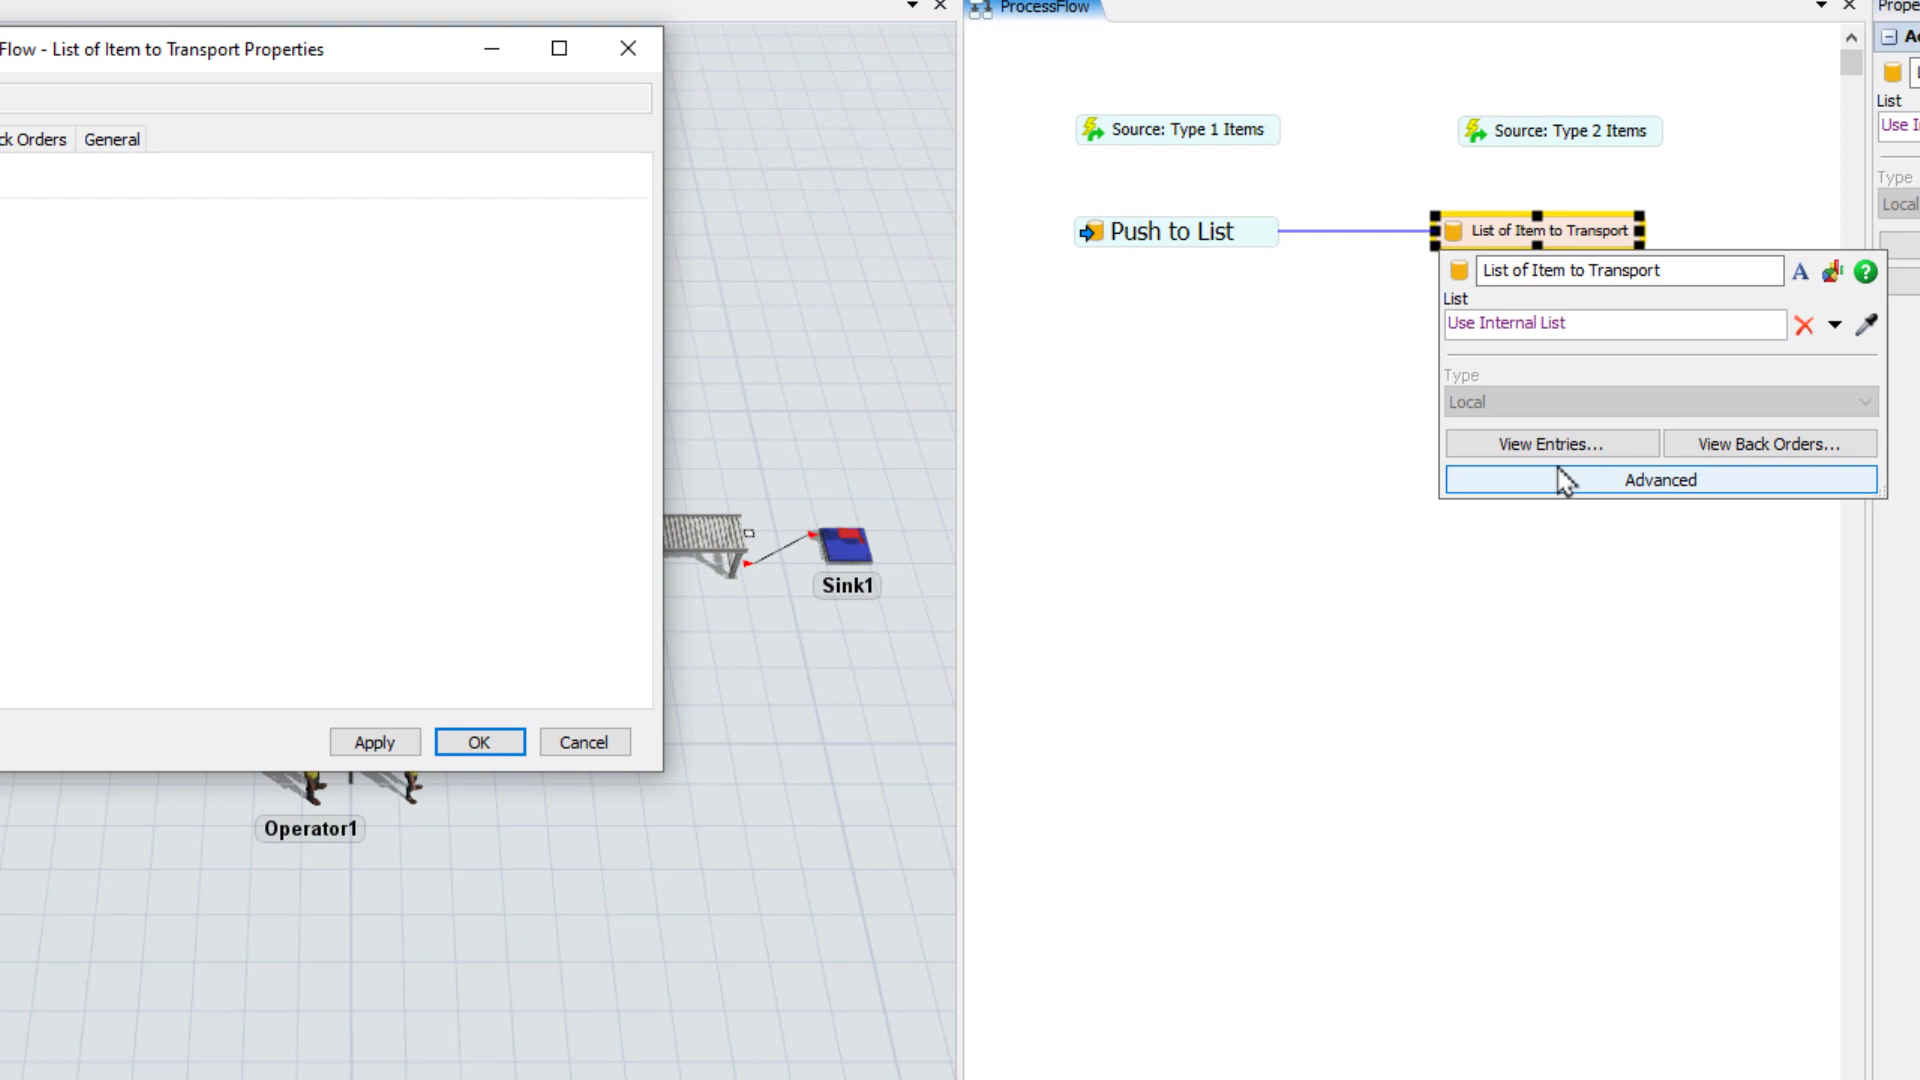 ProcessFlow
Flow - List of Item to Transport Properties
ck Orders
General
Apply
OK
Cancel
Sink1
Operator1
Source: Type 1 Items
Source: Type 2 Items
Push to List
List of Item to Transport
List of Item to Transport
List
Use Internal List
Type
Local
View Entries...
View Back Orders...
Advanced
Prope
Ac
List
Use I
Type
Local